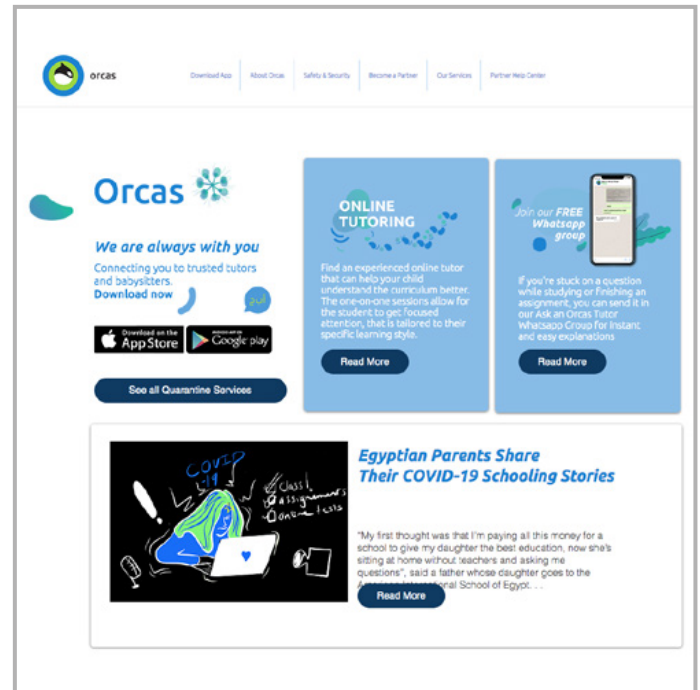 orcas
Download App
About Orcas
Safety & Security
Become a Partner
Our Services
Partner Help Center
Orcas
We are always with you
Connecting you to trusted tutors
and babysitters.
Download now
Download on the
App Store
Google play
See all Quarantine Services
ONLINE
TUTORING
Find an experienced online tutor
that can help your child
understand the curriculum better.
The one-on-one sessions allow for
the student to get focused
attention, that is tailored to their
specific learning style.
Read More
Join our FREE
Whatsapp
group
If you're stuck on a question
while studying or finishing an
assignment, you can send it in
our Ask an Orcas Tutor
Whatsapp Group for Instant
and easy explanations
Read More
COVID
-19
Class 1
assignements
Online tests
Egyptian Parents Share
Their COVID-19 Schooling Stories
"My first thought was that I'm paying all this money for a
school to give my daughter the best education, now she's
sitting at home without teachers and asking me
questions", said a father whose daughter goes to the
American International School of Egypt. . .
Read More